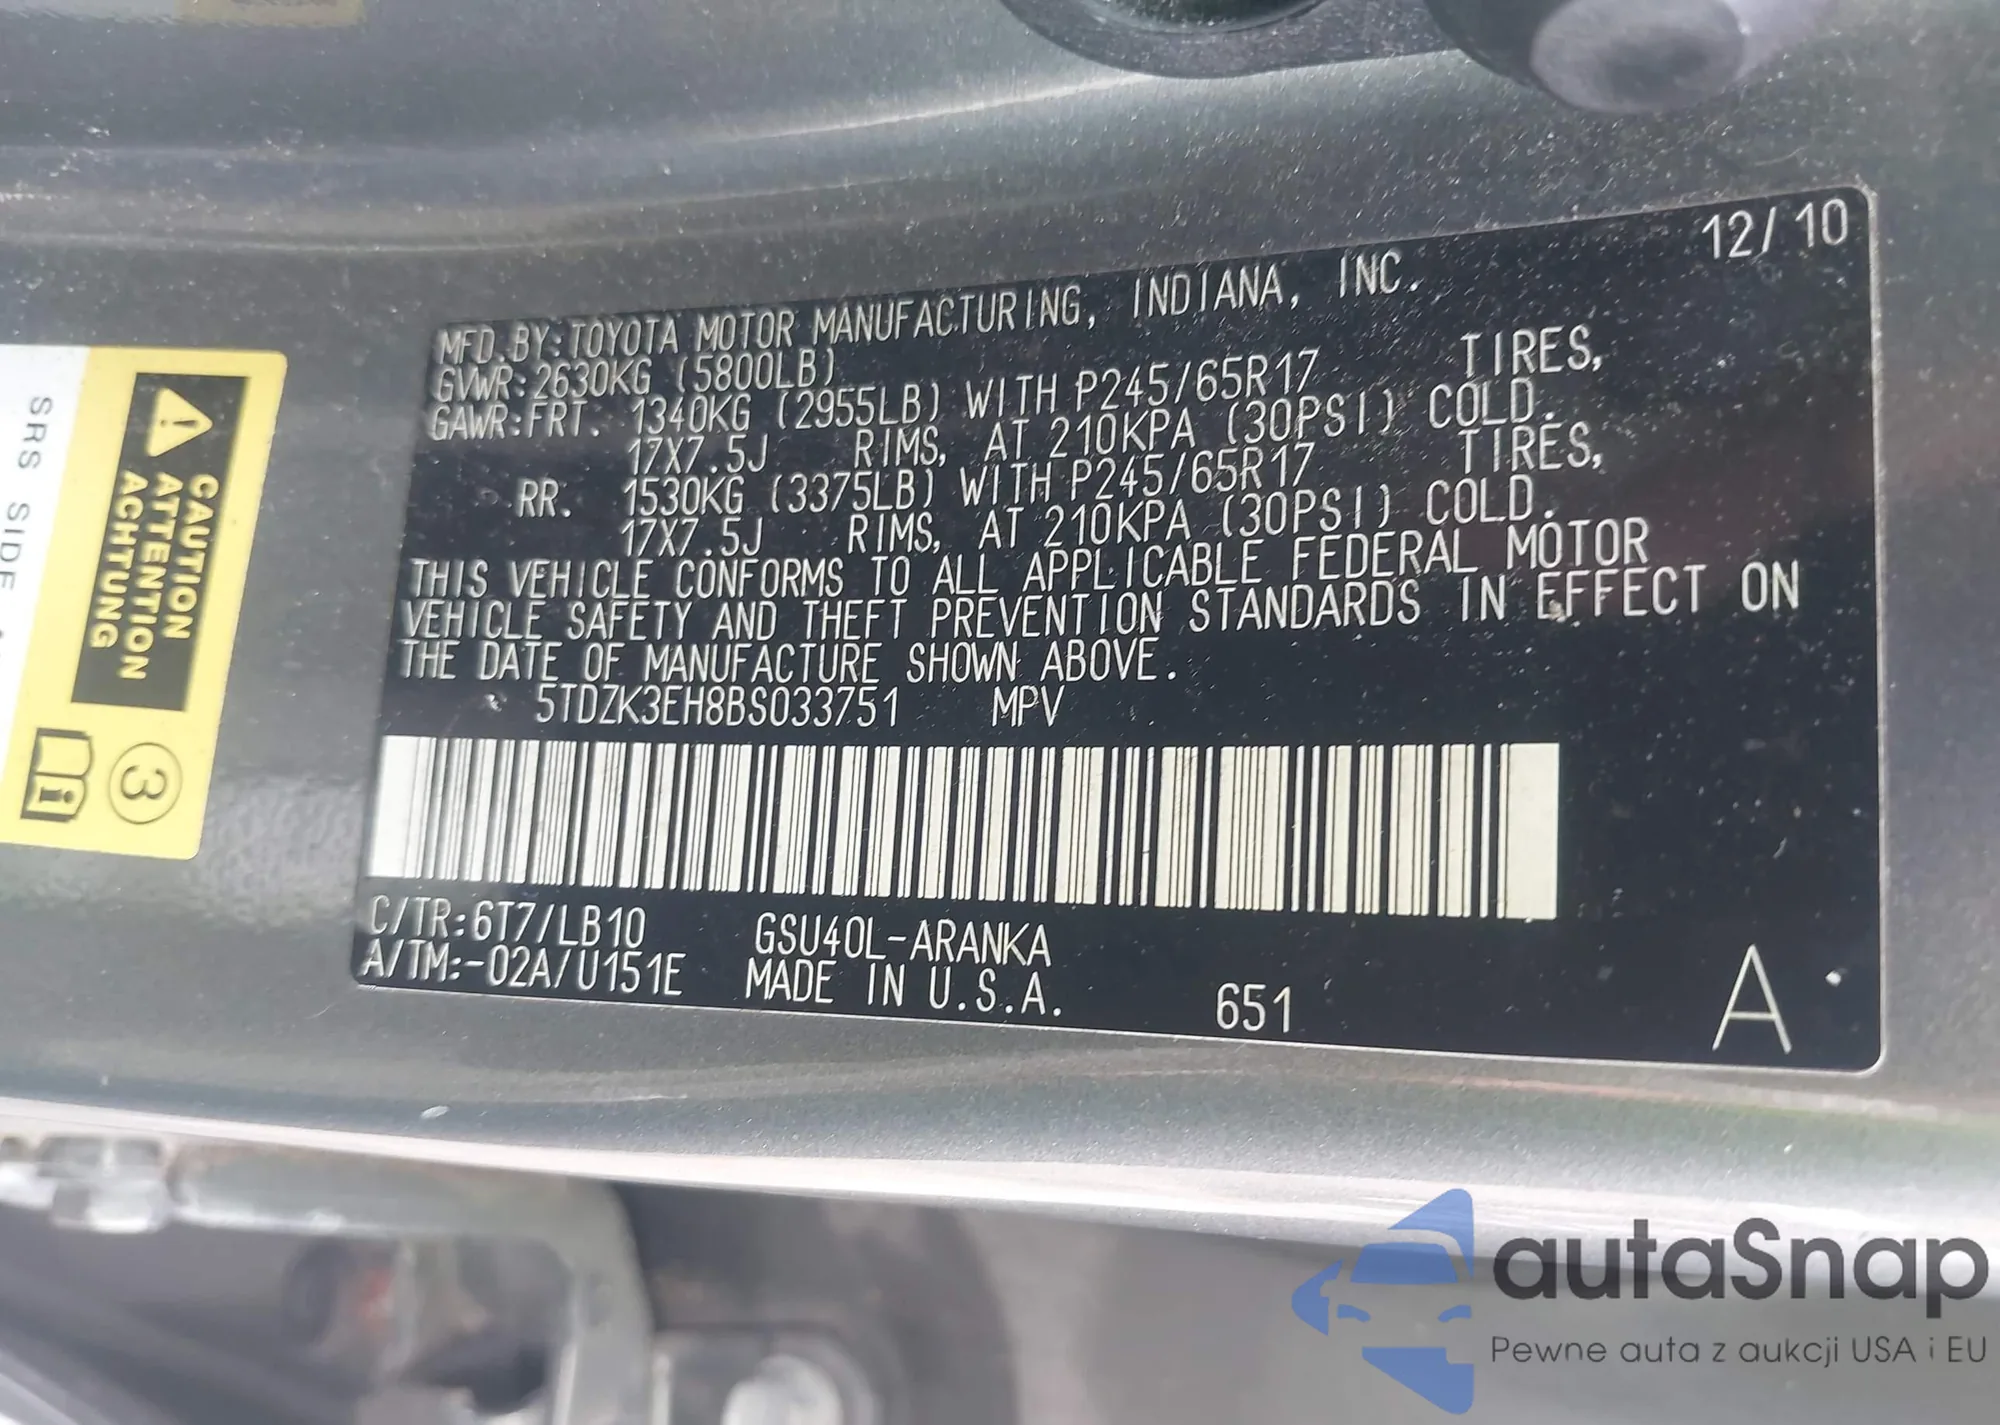 12/10
MFD.BY:TOYOTA MOTOR MANUFACTURING, INDIANA, INC.
GVWR:2630KG (5800LB)
GAWR:FRT. 1340KG (2955LB) WITH P245/65R17 TIRES,
17X7.5J RIMS, AT 210KPA (30PSI) COLD.
RR. 1530KG (3375LB) WITH P245/65R17 TIRES,
17X7.5J RIMS, AT 210KPA (30PSI) COLD.
THIS VEHICLE CONFORMS TO ALL APPLICABLE FEDERAL MOTOR
VEHICLE SAFETY AND THEFT PREVENTION STANDARDS IN EFFECT ON
THE DATE OF MANUFACTURE SHOWN ABOVE.
5TDZK3EH8BS033751 MPV
C/TR:6T7/LB10 GSU40L-ARANKA
A/TM:-02A/U151E MADE IN U.S.A. 651 A
CAUTION
ATTENTION
ACHTUNG
3
SRS SIDE
autaSnap
Pewne auta z aukcji USA i EU